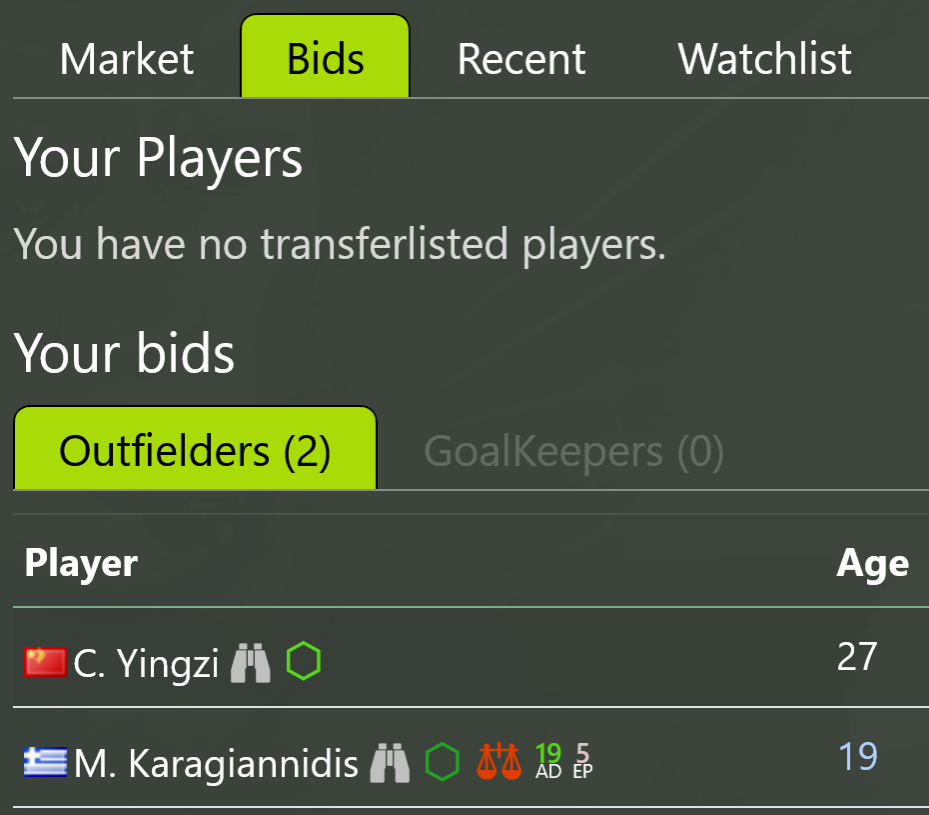 Market Bids Recent Watchlist
Your Players
You have no transferlisted players.
Your bids
Outfielders (2) GoalKeepers (0)
Player Age
C. Yingzi 27
M. Karagiannidis 19 AD 5 EP 19